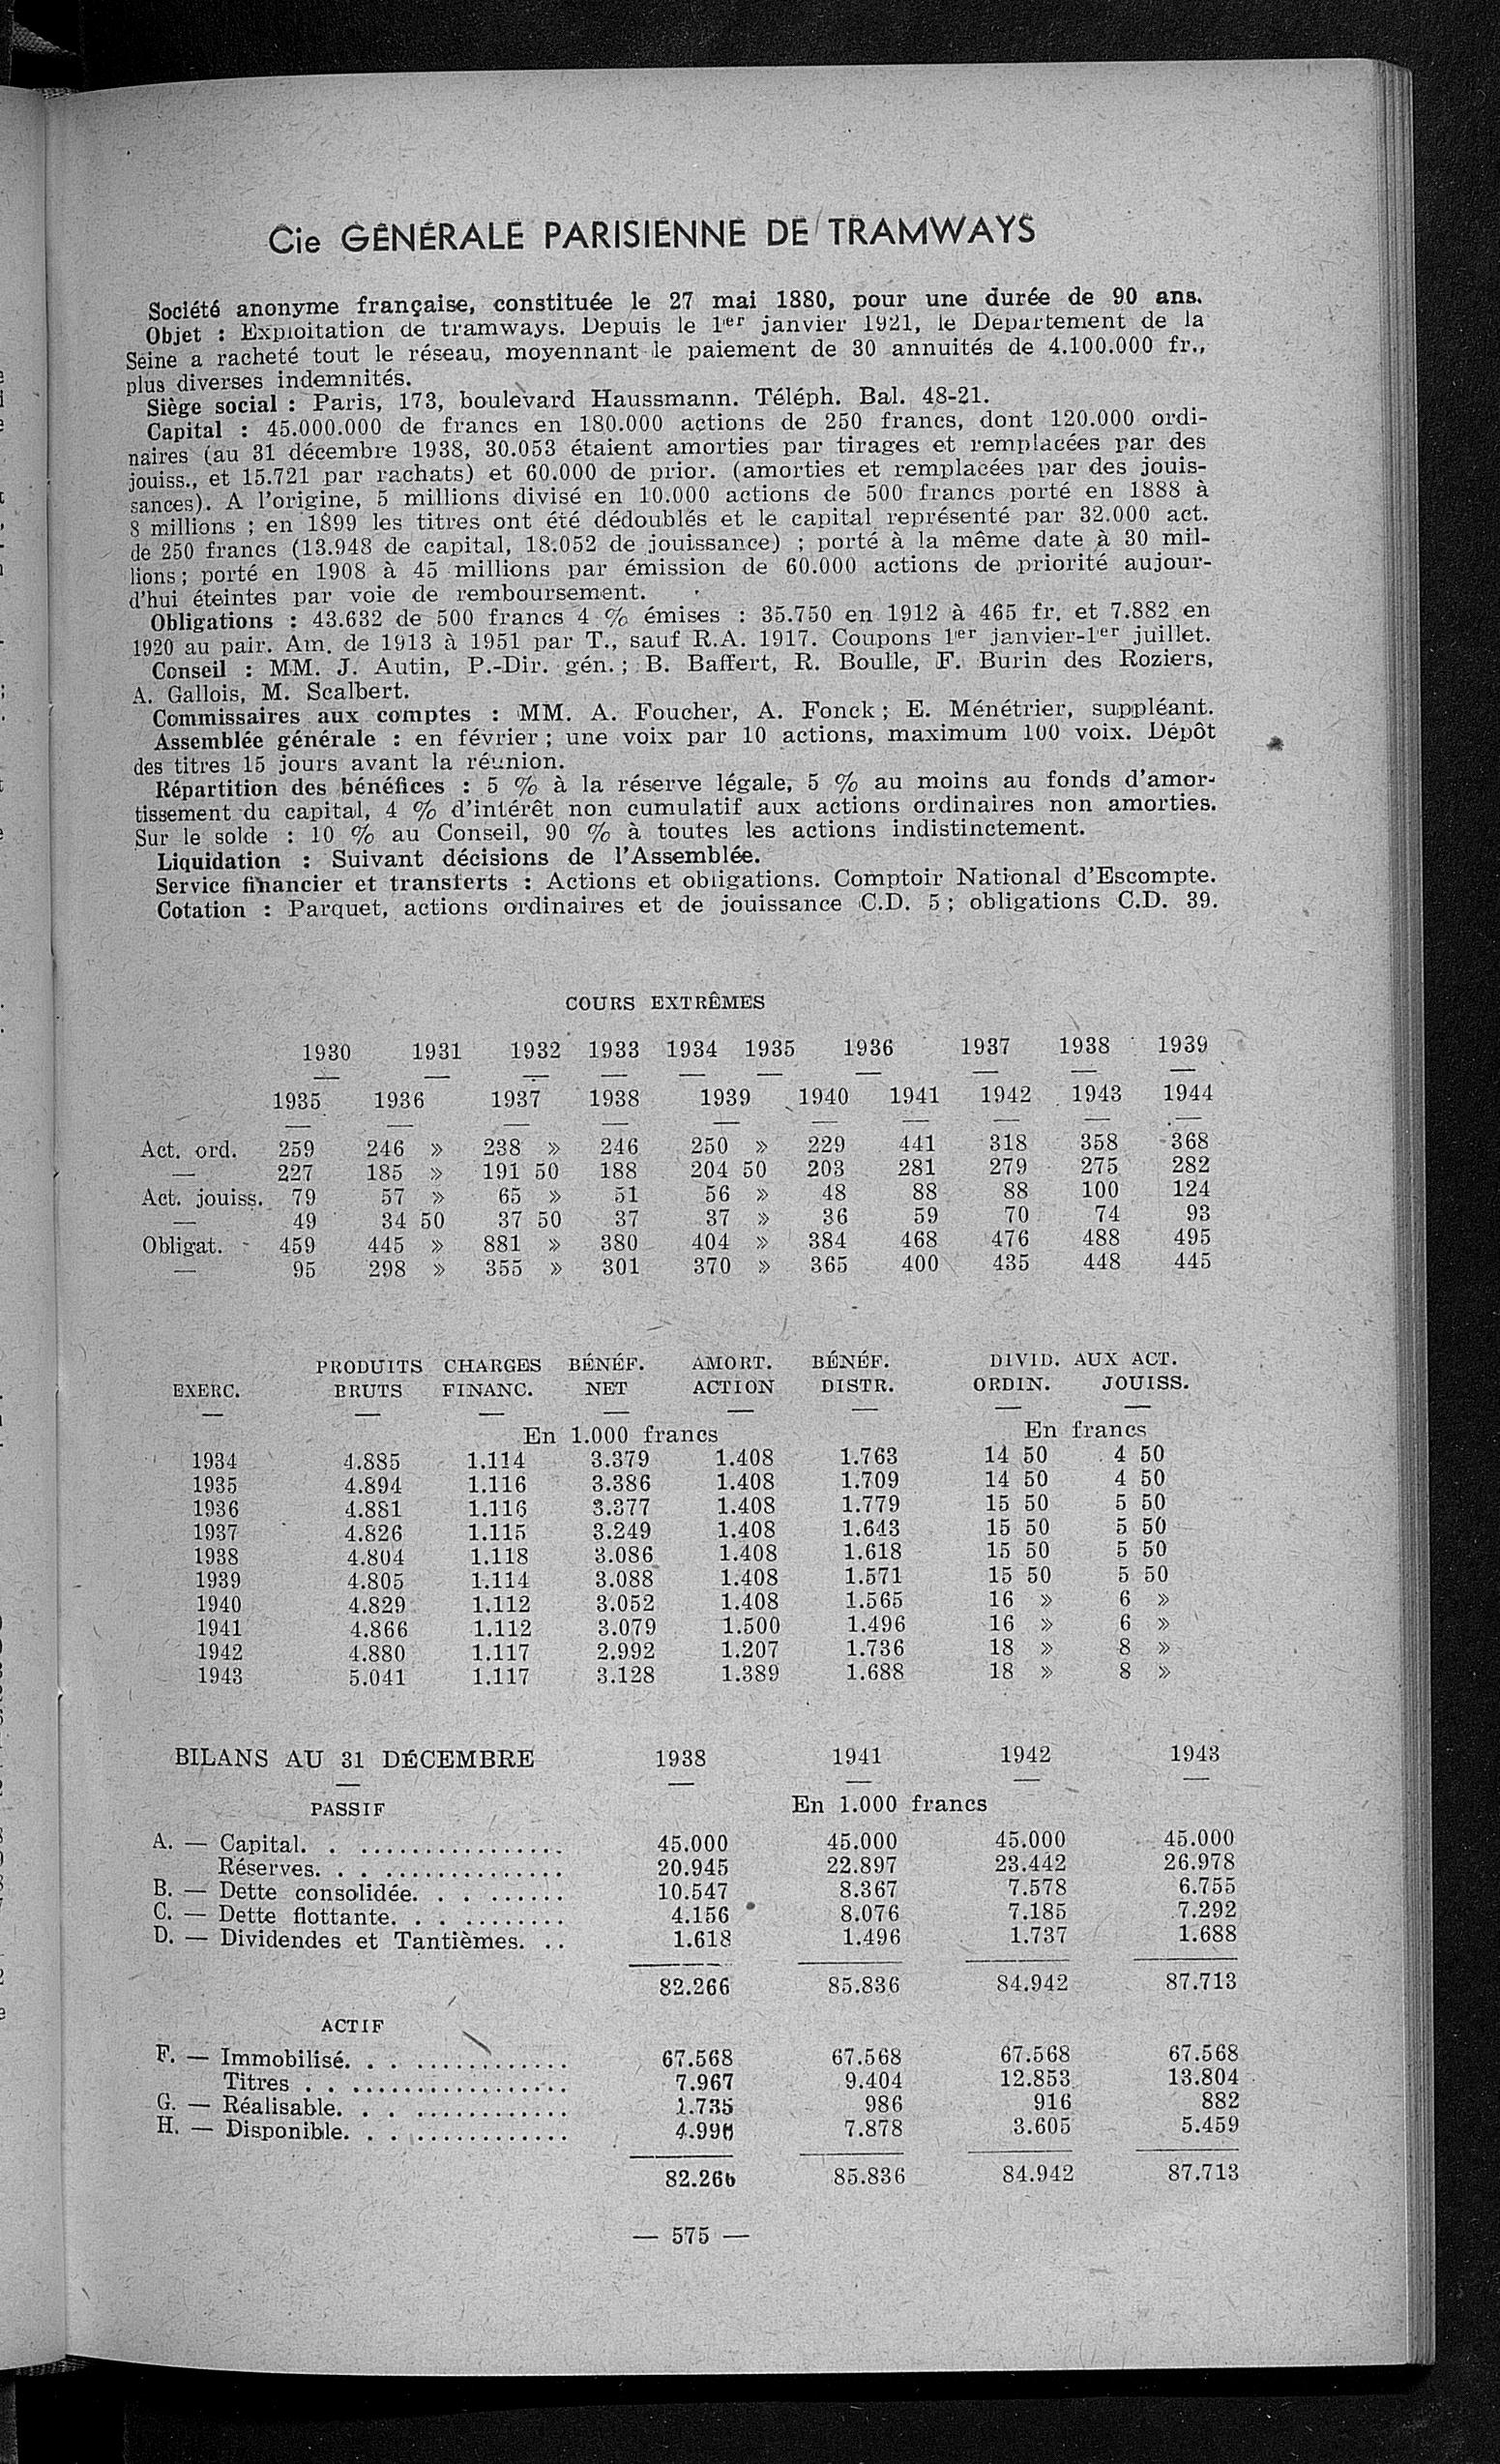 Cie GÉNÉRALE PARISIENNE DE TRAMWAYS
Société anonyme française, constituée le 27 mai 1880, pour une durée de 90 ans.
Objet : Exploitation de tramways. Depuis le 1er janvier 1921, le Département de la
Seine a racheté tout le réseau, moyennant le paiement de 30 annuités de 4.100.000 fr.,
plus diverses indemnités.
Siège social : Paris, 173, boulevard Haussmann. Téléph. Bal. 48-21.
Capital : 45.000.000 de francs en 180.000 actions de 250 francs, dont 120.000 ordi-
naires (au 31 décembre 1938, 30.053 étaient amorties par tirages et remplacées par des
jouiss., et 15.721 par rachats) et 60.000 de prior. (amorties et remplacées par des jouis-
sances). A l'origine, 5 millions divisé en 10.000 actions de 500 francs porté en 1888 à
8 millions ; en 1899 les titres ont été dédoublés et le capital représenté par 32.000 act.
de 250 francs (13.948 de capital, 18.052 de jouissance) ; porté à la même date à 30 mil-
lions ; porté en 1908 à 45 millions par émission de 60.000 actions de priorité aujour-
d'hui éteintes par voie de remboursement.
Obligations : 43.632 de 500 francs 4 % émises : 35.750 en 1912 à 465 fr. et 7.882 en
1920 au pair. Am. de 1913 à 1951 par T., sauf R.A. 1917. Coupons 1er janvier-1er juillet.
Conseil : MM. J. Autin, P.-Dir. gén. ; B. Baffert, R. Boulle, F. Burin des Roziers,
A. Gallois, M. Scalbert.
Commissaires aux comptes : MM. A. Foucher, A. Fonck ; E. Ménétrier, suppléant.
Assemblée générale : en février ; une voix par 10 actions, maximum 100 voix. Dépôt
des titres 15 jours avant la réunion.
Répartition des bénéfices : 5 % à la réserve légale, 5 % au moins au fonds d'amor-
tissement du capital, 4 % d'intérêt non cumulatif aux actions ordinaires non amorties.
Sur le solde : 10 % au Conseil, 90 % à toutes les actions indistinctement.
Liquidation : Suivant décisions de l'Assemblée.
Service financier et transferts : Actions et obligations. Comptoir National d'Escompte.
Cotation : Parquet, actions ordinaires et de jouissance C.D. 5 ; obligations C.D. 39.
COURS EXTRÊMES
1930 1931 1932 1933 1934 1935 1936 1937 1938 1939
— — — — — — — — — —
1935 1936 1937 1938 1939 1940 1941 1942 1943 1944
— — — — — — — — — —
Act. ord. 259 246 » 238 » 246 250 » 229 441 318 358 368
— 227 185 » 191 50 188 204 50 203 281 279 275 282
Act. jouiss. 79 57 » 65 » 51 56 » 48 88 88 100 124
— 49 34 50 37 50 37 37 » 36 59 70 74 93
Obligat. 459 445 » 881 » 380 404 » 384 468 476 488 495
— 95 298 » 355 » 301 370 » 365 400 435 448 445
PRODUITS CHARGES BÉNÉF. AMORT. BÉNÉF. DIVID. AUX ACT.
EXERC. BRUTS FINANC. NET ACTION DISTR. ORDIN. JOUISS.
— — — — — — — —
En 1.000 francs En francs
1934 4.885 1.114 3.379 1.408 1.763 14 50 4 50
1935 4.894 1.116 3.386 1.408 1.709 14 50 4 50
1936 4.881 1.116 3.377 1.408 1.779 15 50 5 50
1937 4.826 1.115 3.249 1.408 1.643 15 50 5 50
1938 4.804 1.118 3.086 1.408 1.618 15 50 5 50
1939 4.805 1.114 3.088 1.408 1.571 15 50 5 50
1940 4.829 1.112 3.052 1.408 1.565 16 » 6 »
1941 4.866 1.112 3.079 1.500 1.496 16 » 6 »
1942 4.880 1.117 2.992 1.207 1.736 18 » 8 »
1943 5.041 1.117 3.128 1.389 1.688 18 » 8 »
BILANS AU 31 DÉCEMBRE 1938 1941 1942 1943
— — — — —
PASSIF En 1.000 francs
A. — Capital. . ................ 45.000 45.000 45.000 45.000
Réserves. . . ............... 20.945 22.897 23.442 26.978
B. — Dette consolidée. . . ....... 10.547 8.367 7.578 6.755
C. — Dette flottante. . . ......... 4.156 8.076 7.185 7.292
D. — Dividendes et Tantièmes. .. 1.618 1.496 1.737 1.688
82.266 85.836 84.942 87.713
ACTIF
F. — Immobilisé. . . ............. 67.568 67.568 67.568 67.568
Titres . . .................. 7.967 9.404 12.853 13.804
G. — Réalisable. . . ............. 1.735 986 916 882
H. — Disponible. . . ............. 4.996 7.878 3.605 5.459
82.266 85.836 84.942 87.713
— 575 —